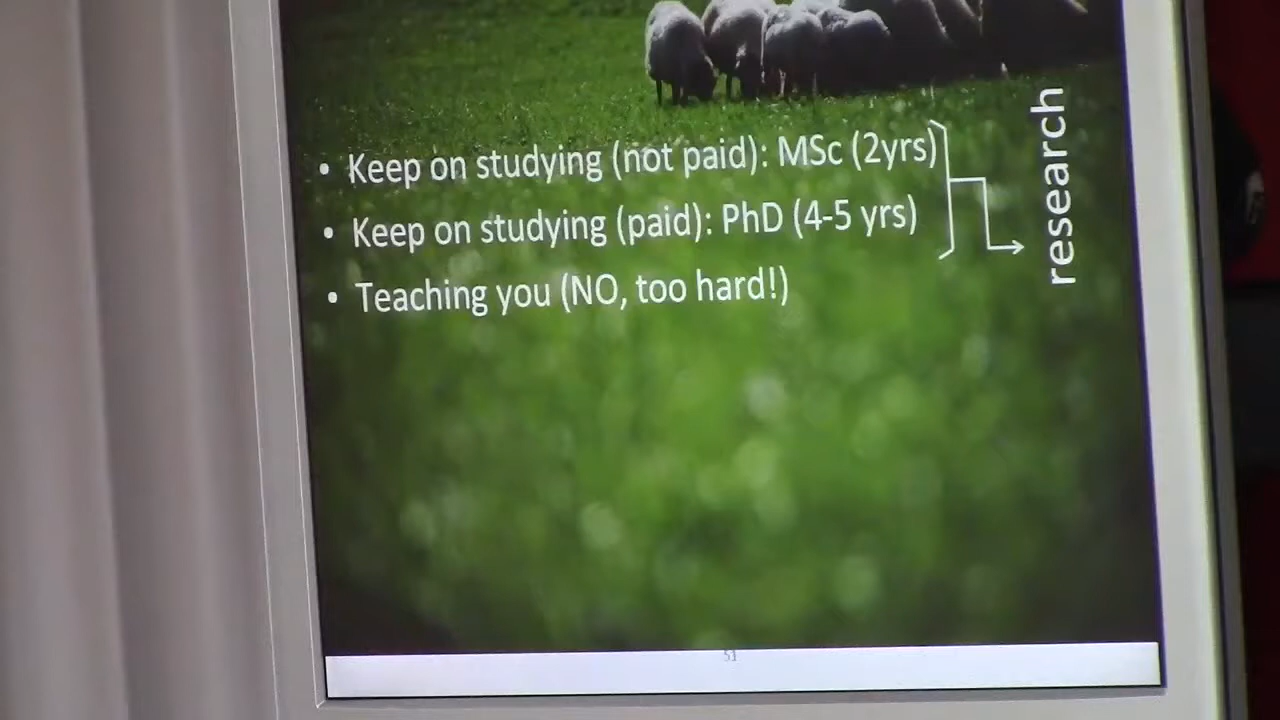 • Keep on studying (not paid): MSc (2yrs)
• Keep on studying (paid): PhD (4-5 yrs)
• Teaching you (NO, too hard!)
research
51